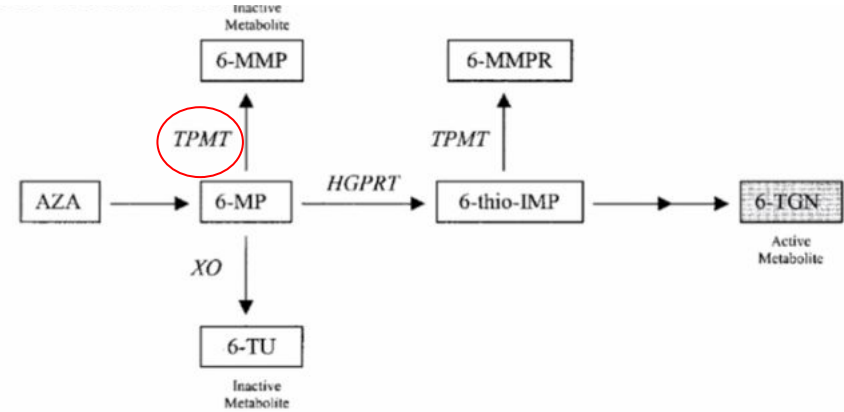 Inactive
Metabolite
6-MMP
6-MMPR
TPMT
TPMT
AZA
6-MP
HGPRT
6-thio-IMP
6-TGN
Active
Metabolite
XO
6-TU
Inactive
Metabolite